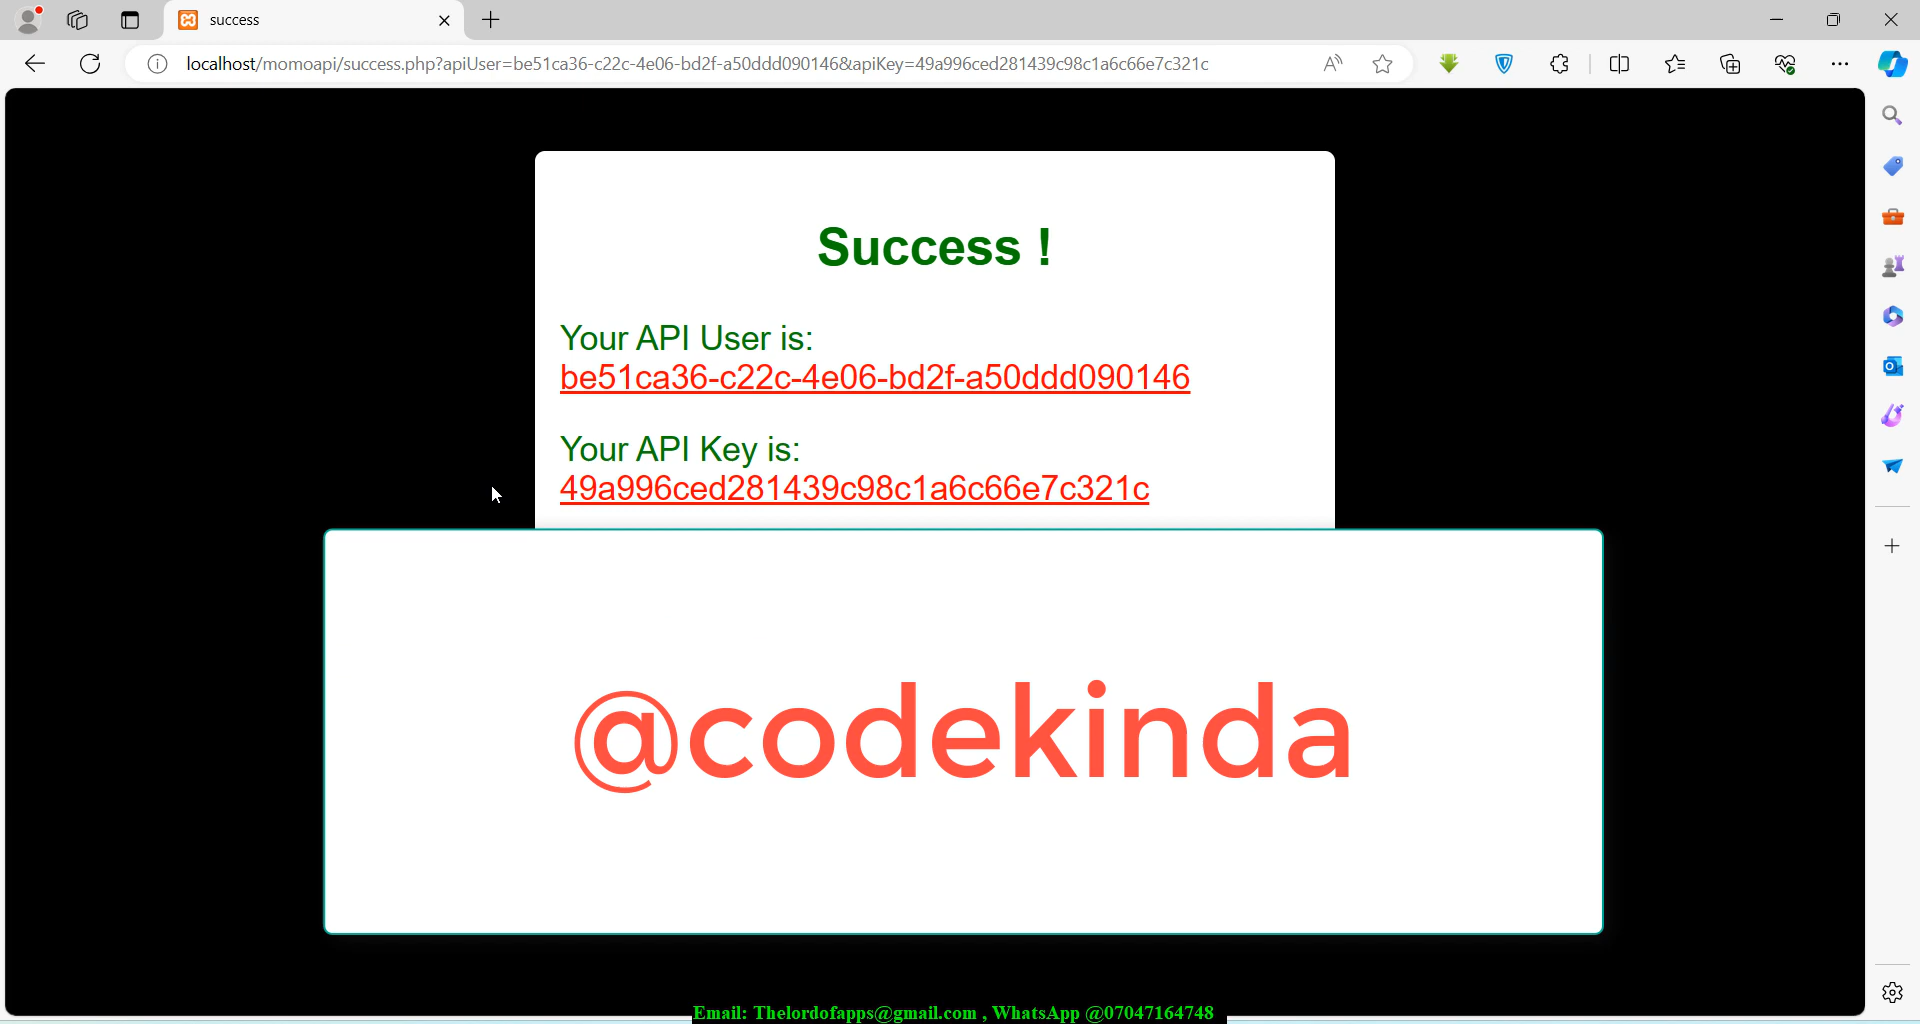 success
localhost/momoapi/success.php?apiUser=be51ca36-c22c-4e06-bd2f-a50ddd090146&apiKey=49a996ced281439c98c1a6c66e7c321c
Success !
Your API User is:
be51ca36-c22c-4e06-bd2f-a50ddd090146
Your API Key is:
49a996ced281439c98c1a6c66e7c321c
@codekinda
Email: Thelordofapps@gmail.com , WhatsApp @07047164748